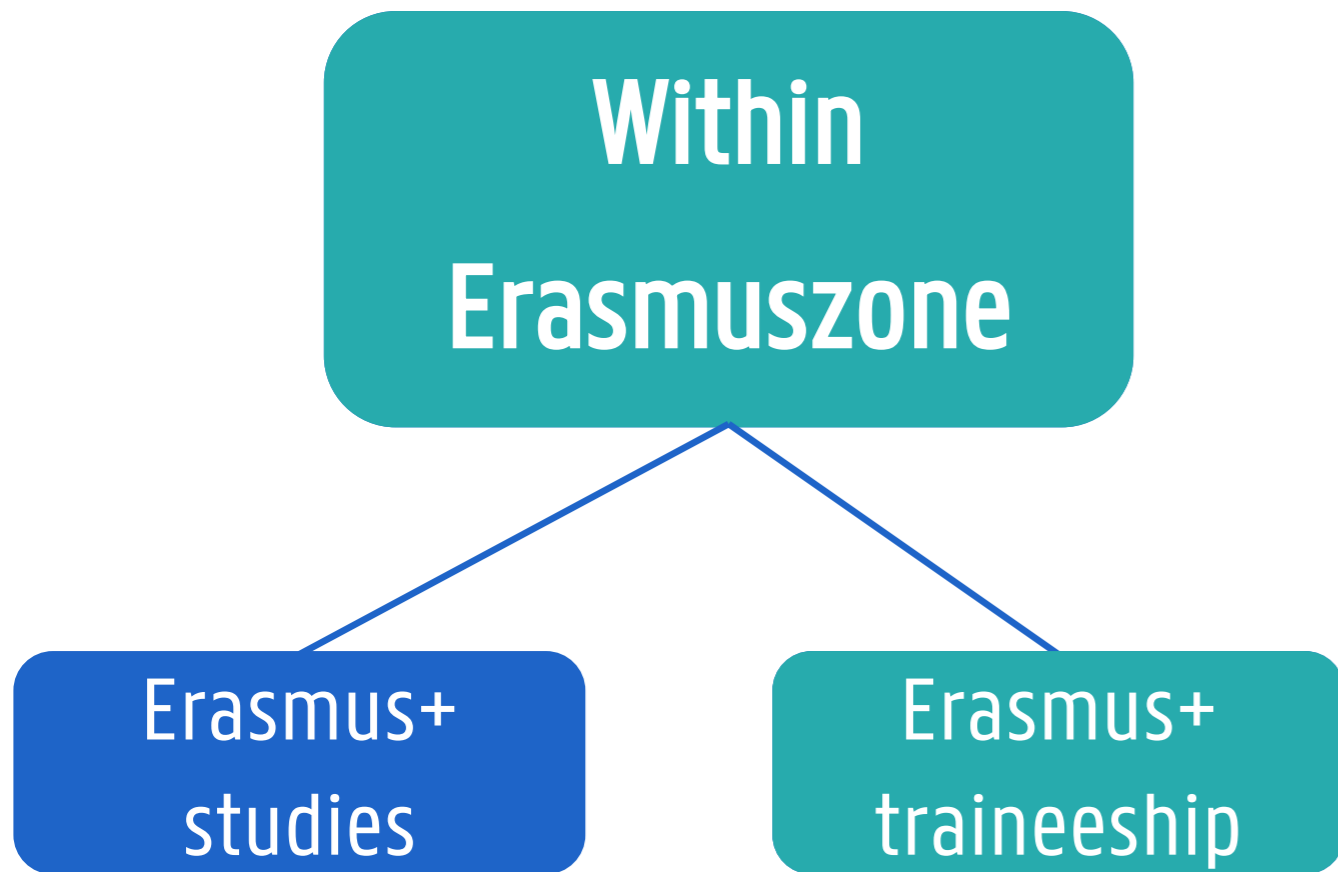 Within
Erasmuszone
Erasmus+
studies
Erasmus+
traineeship